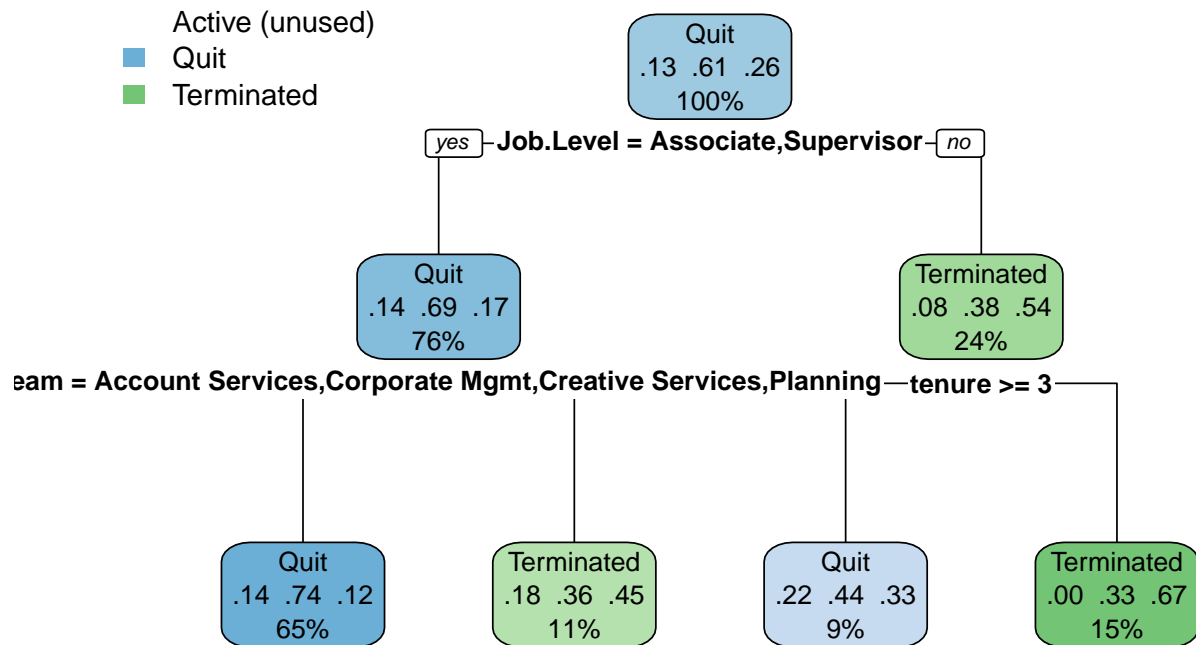 Active (unused)
Quit
Terminated
Quit
.13 .61 .26
100%
yes Job.Level = Associate,Supervisor no
Quit
.14 .69 .17
76%
Terminated
.08 .38 .54
24%
eam = Account Services,Corporate Mgmt,Creative Services,Planning
tenure >= 3
Quit
.14 .74 .12
65%
Terminated
.18 .36 .45
11%
Quit
.22 .44 .33
9%
Terminated
.00 .33 .67
15%